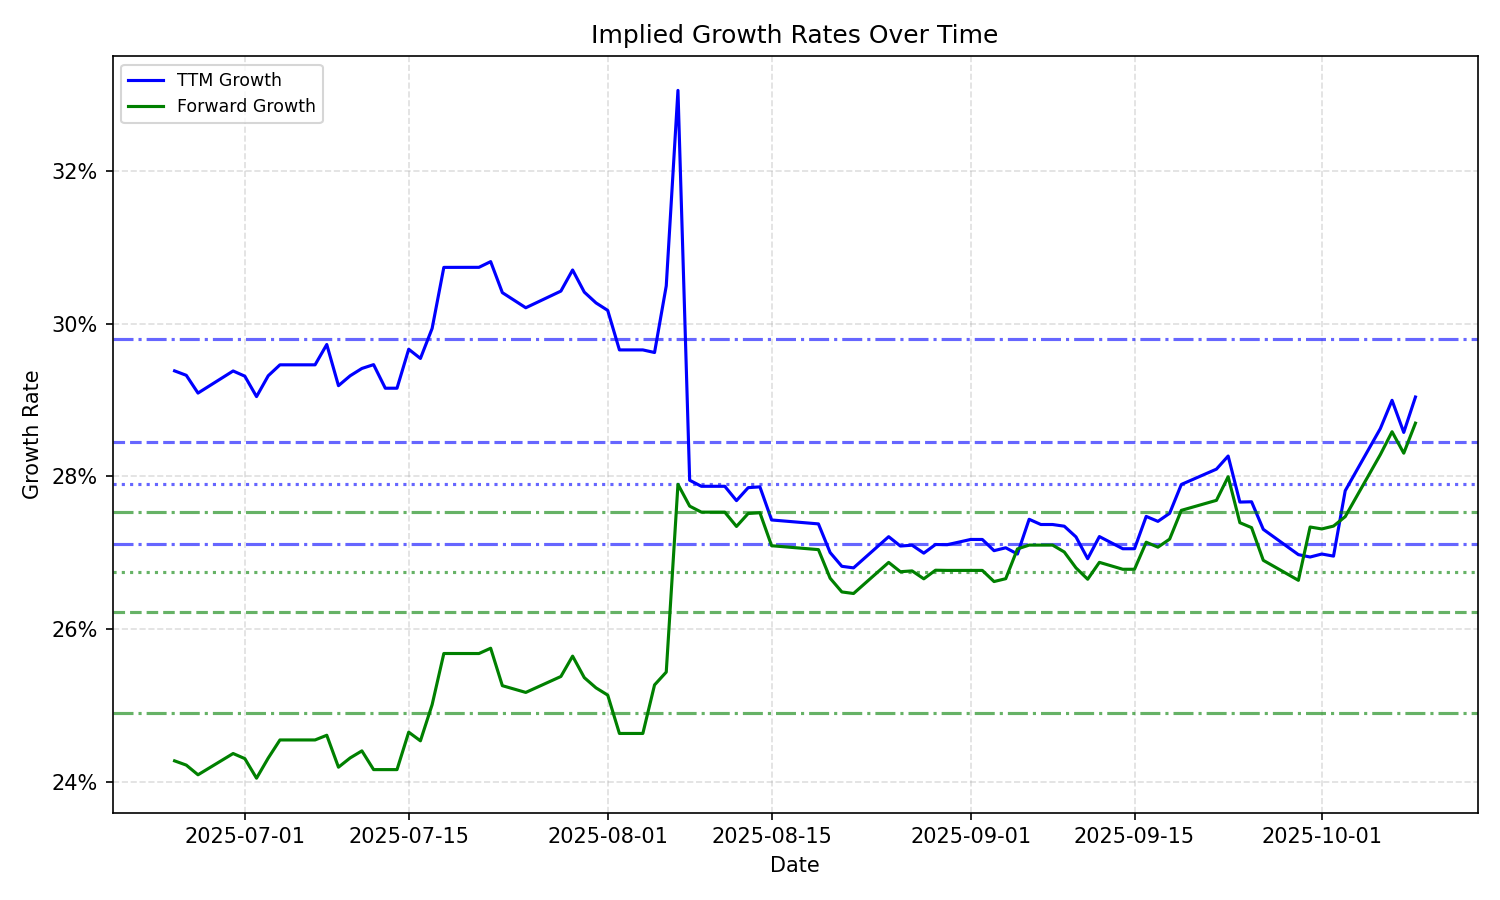 Implied Growth Rates Over Time
TTM Growth
Forward Growth
32%
30%
28%
26%
24%
Growth Rate
2025-07-01
2025-07-15
2025-08-01
2025-08-15
2025-09-01
2025-09-15
2025-10-01
Date